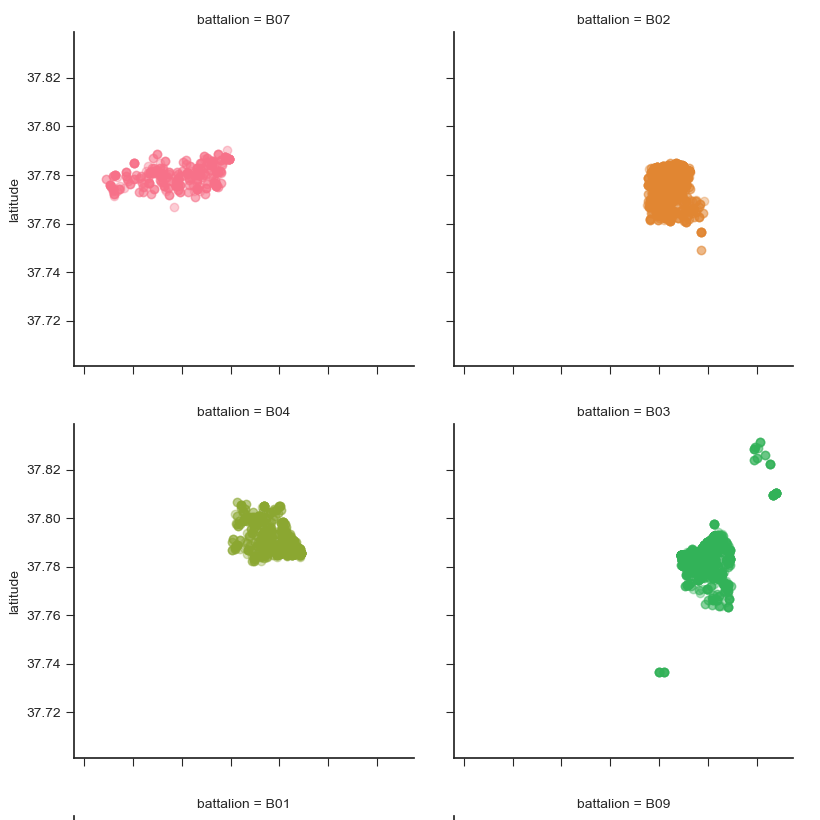 battalion = B07
battalion = B02
37.82
37.80
37.78
37.76
37.74
37.72
latitude
battalion = B04
battalion = B03
37.82
37.80
37.78
37.76
37.74
37.72
latitude
battalion = B01
battalion = B09